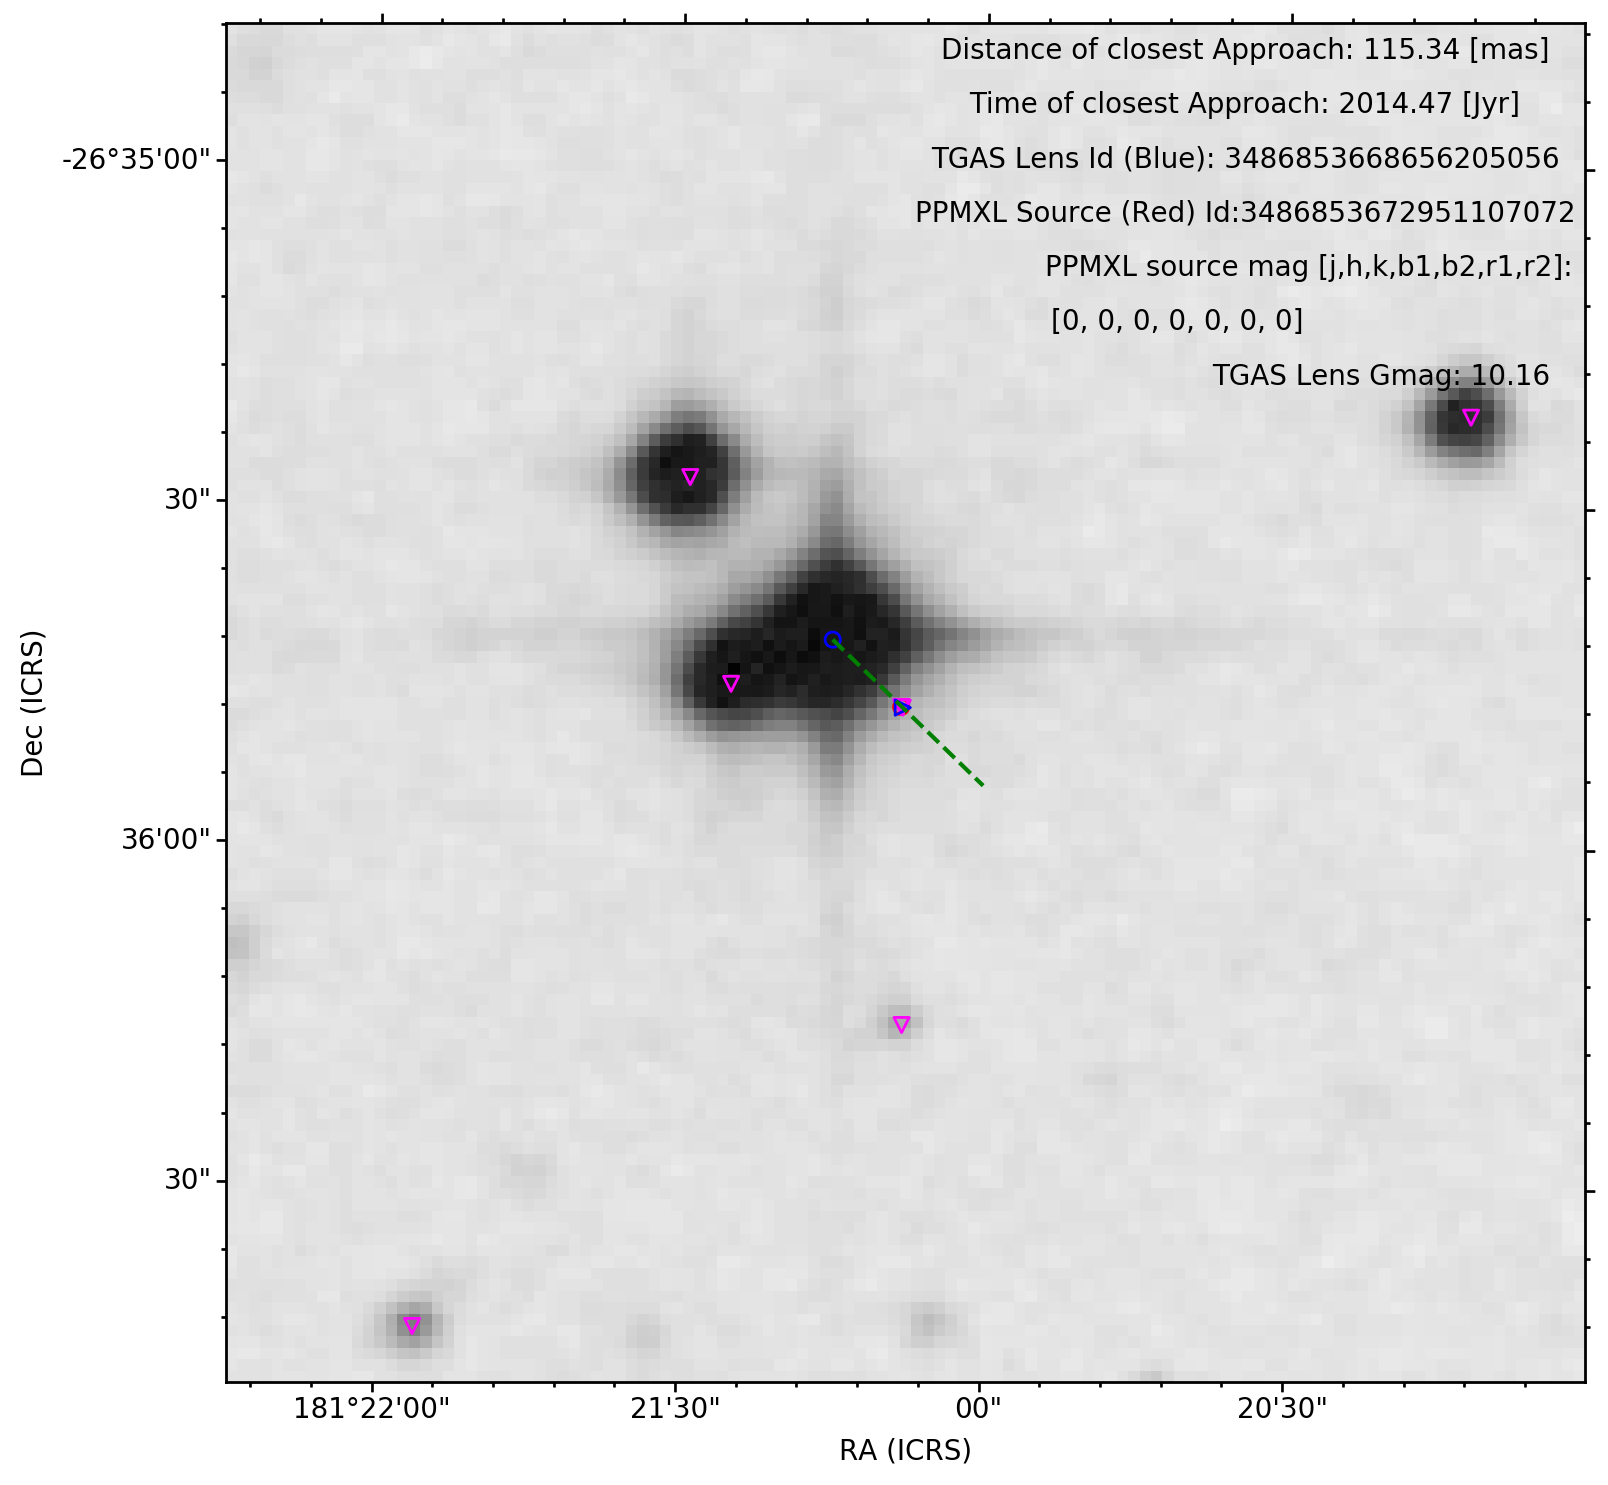 Distance of closest Approach: 115.34 [mas]
Time of closest Approach: 2014.47 [Jyr]
TGAS Lens Id (Blue): 3486853668656205056
PPMXL Source (Red) Id:3486853672951107072
PPMXL source mag [j,h,k,b1,b2,r1,r2]:
[0, 0, 0, 0, 0, 0, 0]
TGAS Lens Gmag: 10.16
-26°35'00"
30"
36'00"
30"
Dec (ICRS)
181°22'00" 21'30" 00" 20'30"
RA (ICRS)